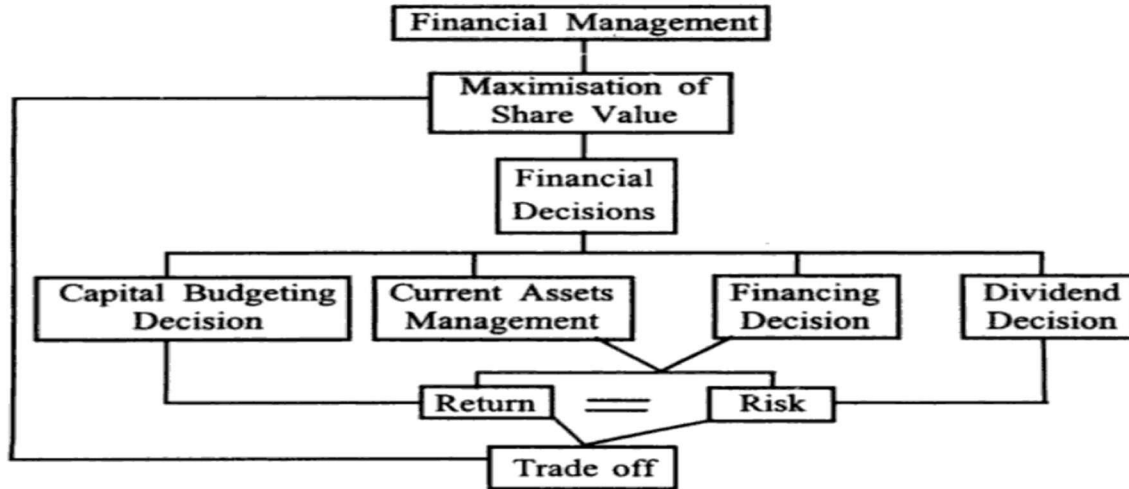 Financial Management
Maximisation of
Share Value
Financial
Decisions
Capital Budgeting
Decision
Current Assets
Management
Financing
Decision
Dividend
Decision
Return
Risk
Trade off